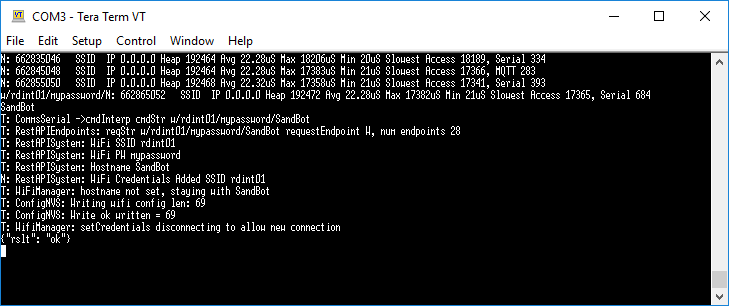 COM3 - Tera Term VT
File Edit Setup Control Window Help
N: 662835046 SSID IP 0.0.0.0 Heap 192464 Avg 22.28uS Max 18206uS Min 20uS Slowest Access 18189, Serial 334
N: 662845048 SSID IP 0.0.0.0 Heap 192464 Avg 22.28uS Max 17383uS Min 21uS Slowest Access 17366, MQTT 283
N: 662855050 SSID IP 0.0.0.0 Heap 192468 Avg 22.32uS Max 17358uS Min 21uS Slowest Access 17341, Serial 393
w/rdint01/mypassword/N: 662865052 SSID IP 0.0.0.0 Heap 192472 Avg 22.28uS Max 17382uS Min 21uS Slowest Access 17365, Serial 684
SandBot
T: CommsSerial ->cmdInterp cmdStr w/rdint01/mypassword/SandBot
T: RestAPIEndpoints: reqStr w/rdint01/mypassword/SandBot requestEndpoint W, num endpoints 28
T: RestAPISystem: WiFi SSID rdint01
T: RestAPISystem: WiFi PW mypassword
T: RestAPISystem: Hostname SandBot
N: RestAPISystem: WiFi Credentials Added SSID rdint01
T: WiFiManager: hostname not set, staying with SandBot
T: ConfigNVS: Writing wifi config len: 69
T: ConfigNVS: Write ok written = 69
T: WifiManager: setCredentials disconnecting to allow new connection
{"rslt": "ok"}